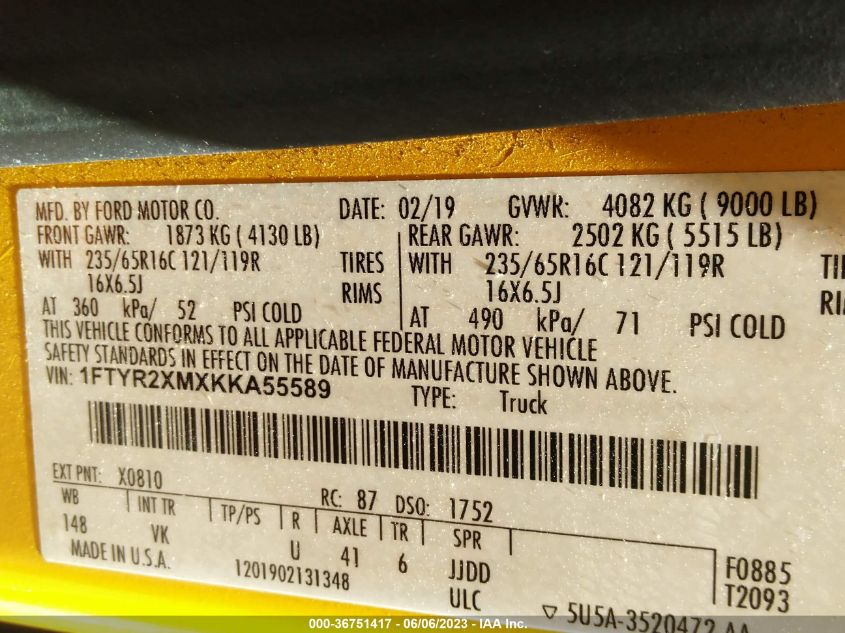 MFD. BY FORD MOTOR CO. DATE: 02/19 GVWR: 4082 KG ( 9000 LB)
FRONT GAWR: 1873 KG ( 4130 LB) REAR GAWR: 2502 KG ( 5515 LB)
WITH 235/65R16C 121/119R TIRES WITH 235/65R16C 121/119R
16X6.5J RIMS 16X6.5J
AT 360 kPa/ 52 PSI COLD AT 490 kPa/ 71 PSI COLD
THIS VEHICLE CONFORMS TO ALL APPLICABLE FEDERAL MOTOR VEHICLE
SAFETY STANDARDS IN EFFECT ON THE DATE OF MANUFACTURE SHOWN ABOVE.
VIN: 1FTYR2XMXKKA55589 TYPE: Truck
EXT PNT: X0810 RC: 87 DSO: 1752
WB INT TR TP/PS R AXLE TR SPR
148 VK U 41 6 JJDD F0885
MADE IN U.S.A. 1201902131348 ULC T2093
▽ 5U5A-3520472 AA
000-36751417 - 06/06/2023 - IAA Inc.